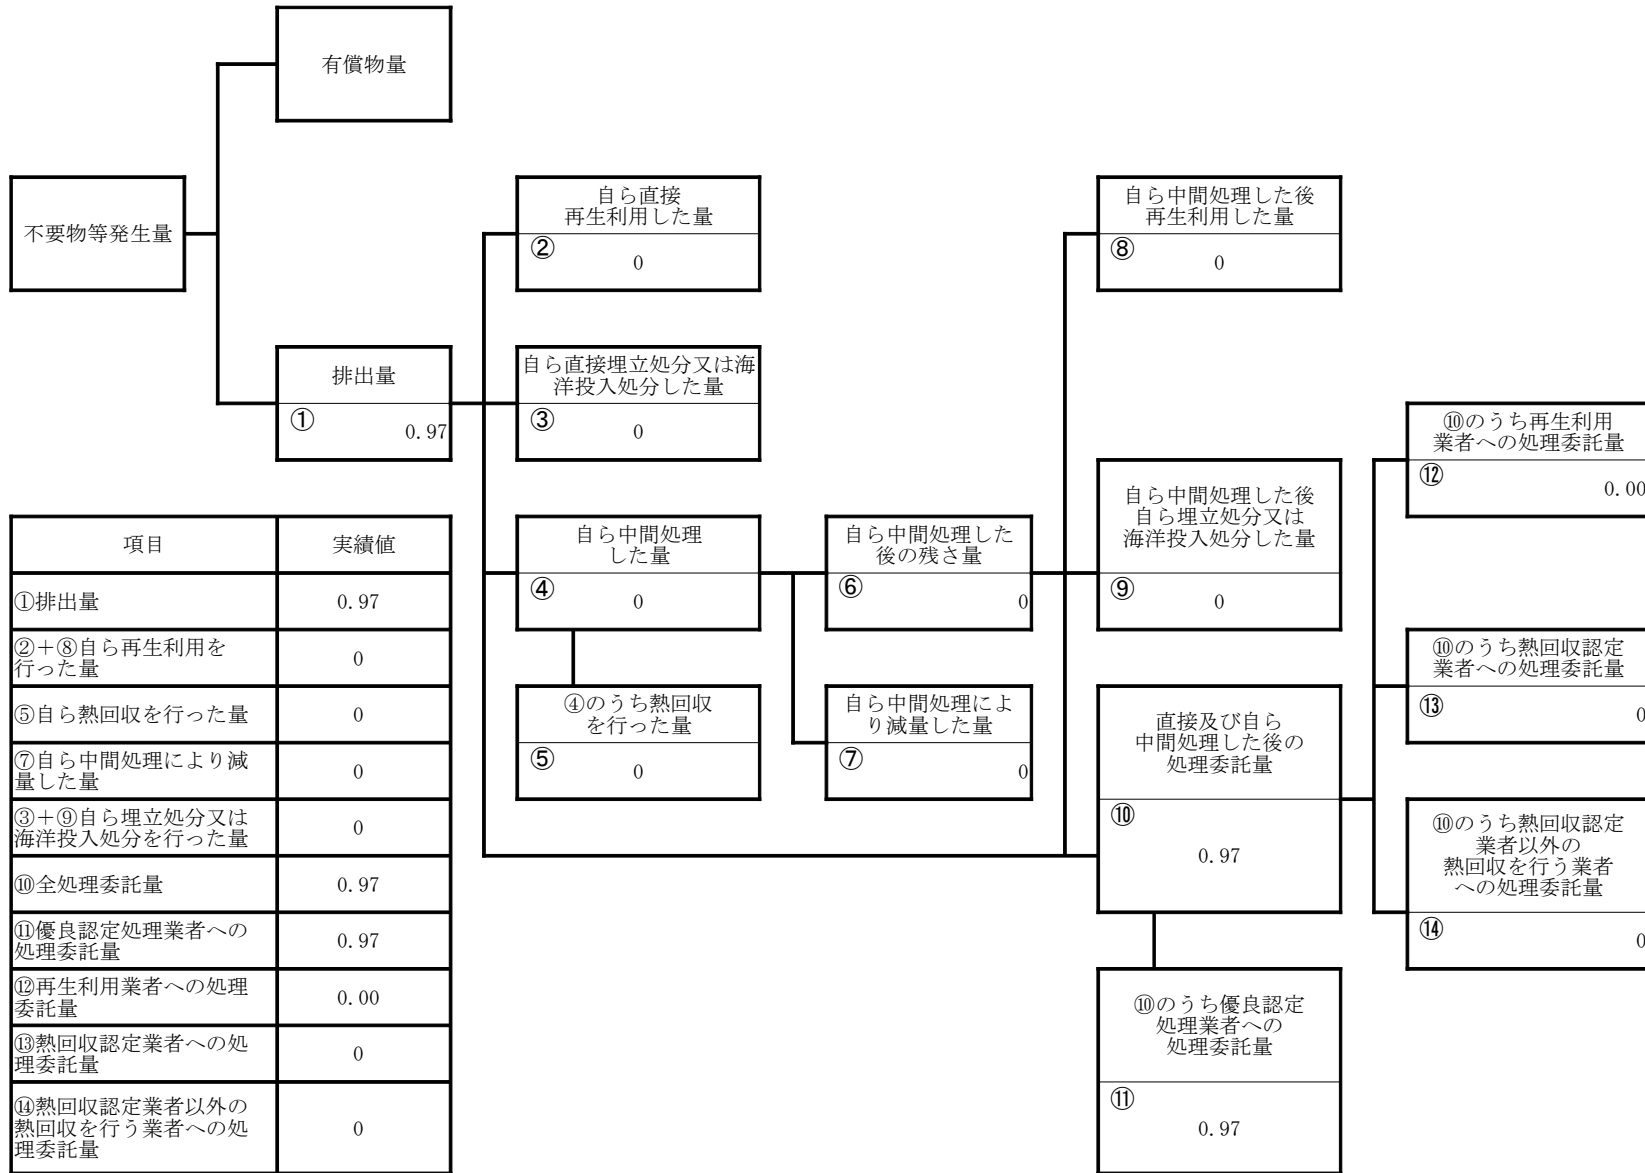 有償物量
不要物等発生量
自ら直接
再生利用した量
②
0
自ら中間処理した後
再生利用した量
⑧
0
排出量
①
0.97
自ら直接埋立処分又は海
洋投入処分した量
③
0
⑩のうち再生利用
業者への処理委託量
⑫
0.00
自ら中間処理した後
自ら埋立処分又は
海洋投入処分した量
⑨
0
自ら中間処理
した量
④
0
自ら中間処理した
後の残さ量
⑥
0
⑩のうち熱回収認定
業者への処理委託量
⑬
0
④のうち熱回収
を行った量
⑤
0
自ら中間処理によ
り減量した量
⑦
0
直接及び自ら
中間処理した後の
処理委託量
⑩
0.97
⑩のうち熱回収認定
業者以外の
熱回収を行う業者
への処理委託量
⑭
0
⑩のうち優良認定
処理業者への
処理委託量
⑪
0.97
項目 実績値
①排出量 0.97
②＋⑧自ら再生利用を
行った量 0
⑤自ら熱回収を行った量 0
⑦自ら中間処理により減
量した量 0
③＋⑨自ら埋立処分又は
海洋投入処分を行った量 0
⑩全処理委託量 0.97
⑪優良認定処理業者への
処理委託量 0.97
⑫再生利用業者への処理
委託量 0.00
⑬熱回収認定業者への処
理委託量 0
⑭熱回収認定業者以外の
熱回収を行う業者への処 0
理委託量